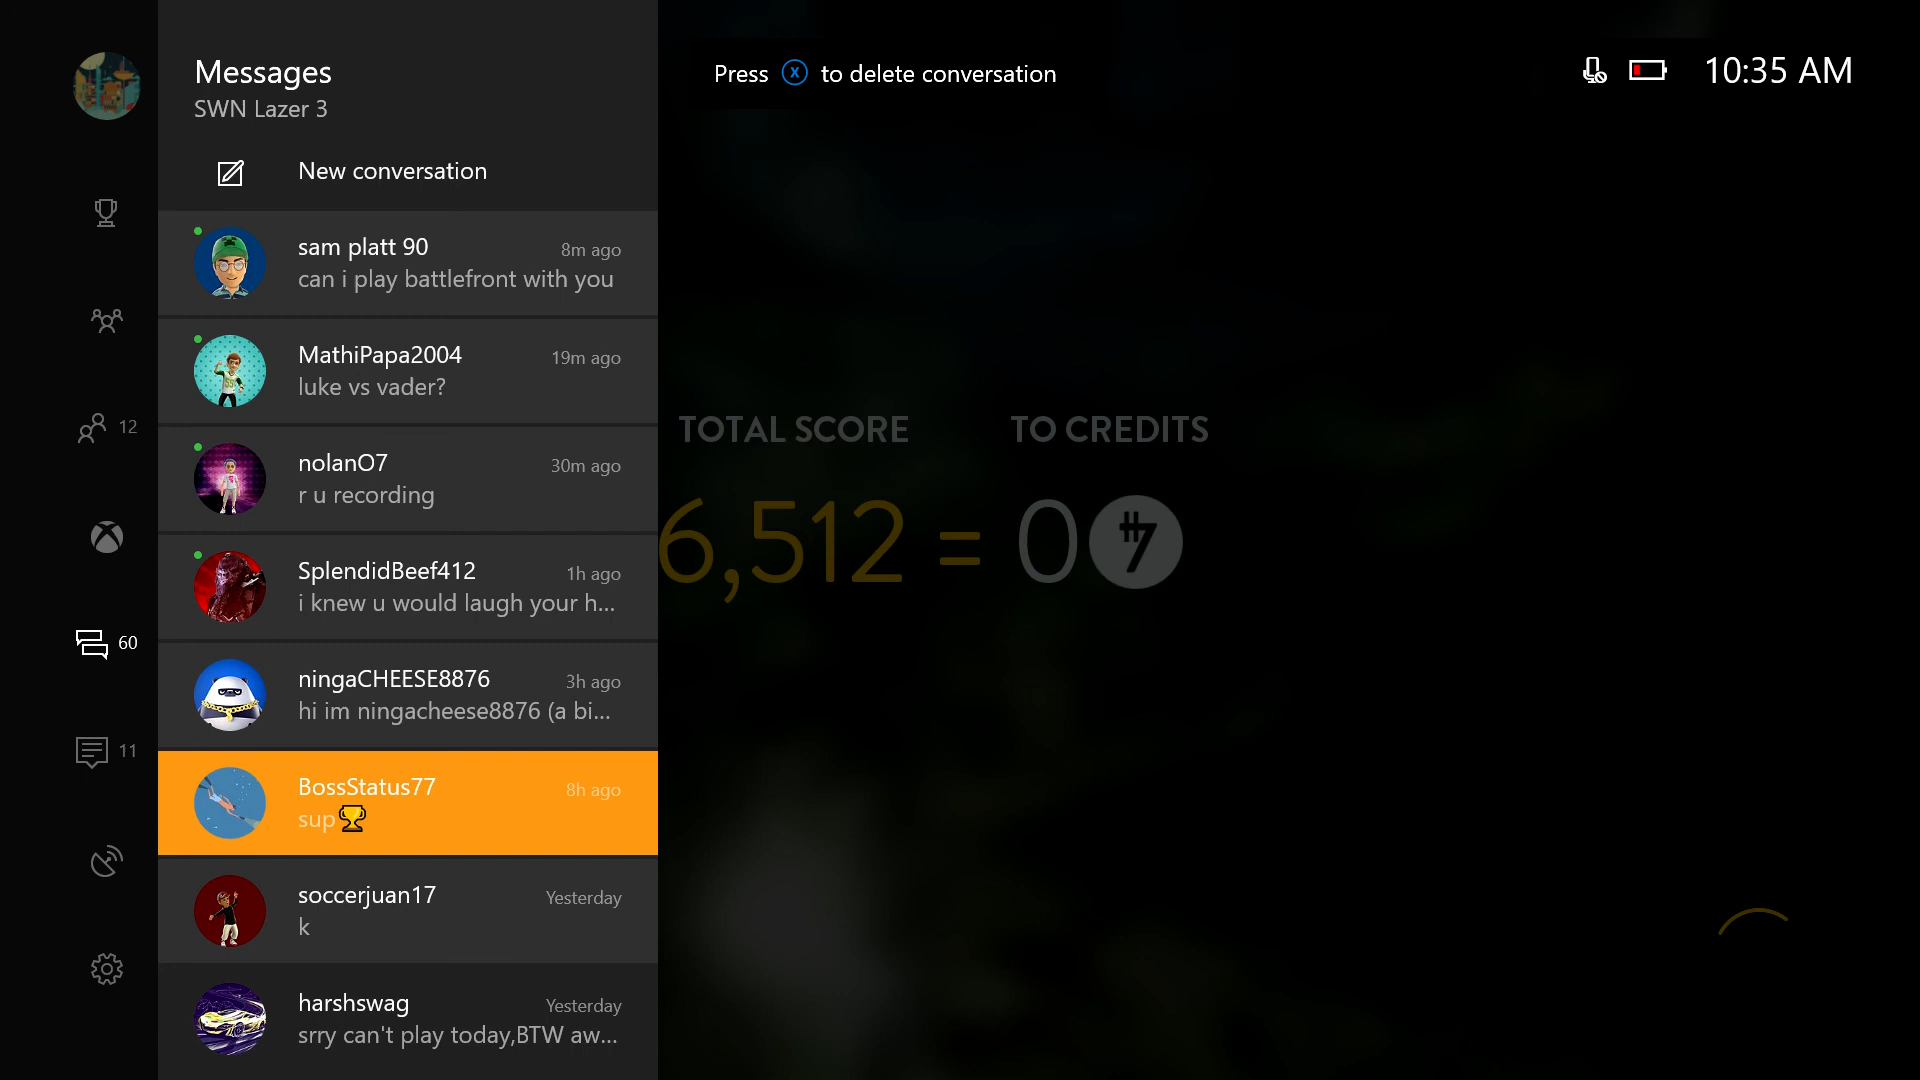 Messages
SWN Lazer 3
Press X to delete conversation
10:35 AM
New conversation
sam platt 90
8m ago
can i play battlefront with you
MathiPapa2004
19m ago
luke vs vader?
nolanO7
30m ago
r u recording
SplendidBeef412
1h ago
i knew u would laugh your h...
ningaCHEESE8876
3h ago
hi im ningacheese8876 (a bi...
BossStatus77
8h ago
sup🏆
soccerjuan17
Yesterday
k
harshswag
Yesterday
srry can't play today,BTW aw...
12
60
11
TOTAL SCORE
TO CREDITS
6,512 = 0